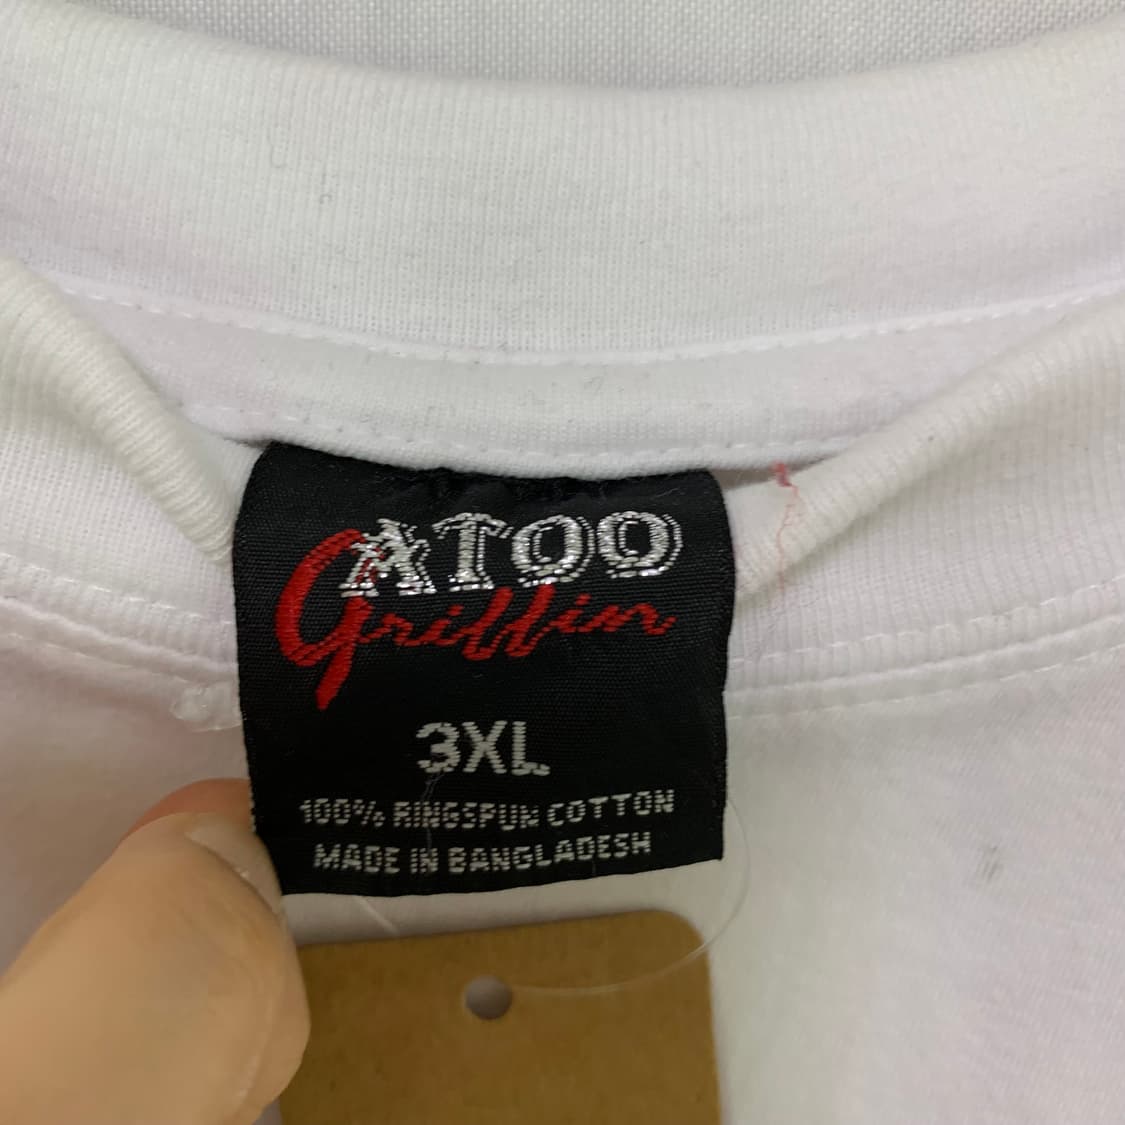 ATOO
Griffin
3XL
100% RINGSPUN COTTON
MADE IN BANGLADESH